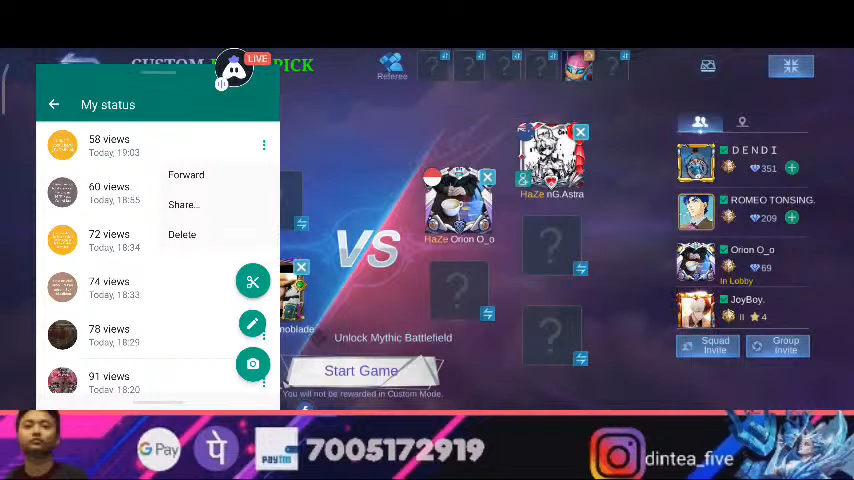 CUSTOM
PICK
LIVE
My status
58 views
Today, 19:03
60 views
Today, 18:55
72 views
Today, 18:34
74 views
Today, 18:33
78 views
Today, 18:29
91 views
Today, 18:20
Forward
Share...
Delete
Referee
? ? ? ? ?
HaZe nG.Astra
HaZe Orion O_o
VS
?
?
?
moblade
Unlock Mythic Battlefield
Start Game
You will not be rewarded in Custom Mode.
D E N D I
351
ROMEO TONSING.
209
Orion O_o
69
In Lobby
JoyBoy.
II 4
Squad Invite
Group Invite
G Pay
पे
paytm
7005172919
dintea_five